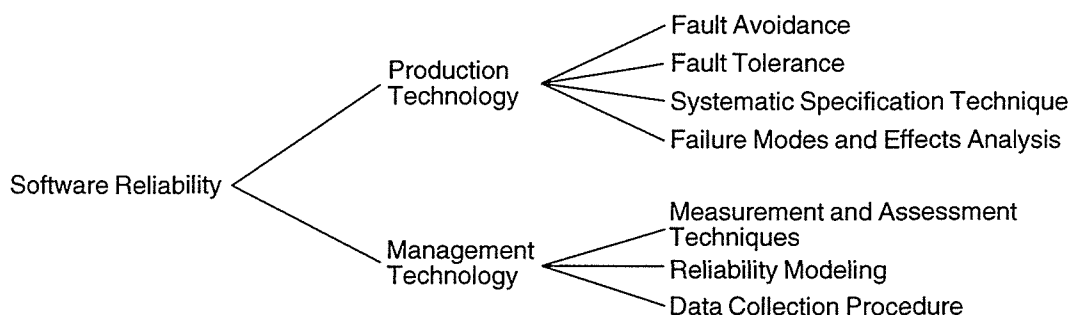 Fault Avoidance
Production
Technology
Fault Tolerance
Systematic Specification Technique
Failure Modes and Effects Analysis
Software Reliability
Measurement and Assessment
Techniques
Management
Technology
Reliability Modeling
Data Collection Procedure